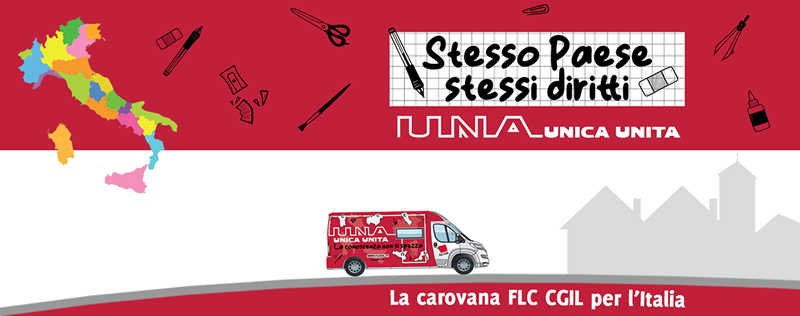 Stesso Paese
stessi diritti
UNA UNICA UNITA
UNA
UNICA UNITA
La conoscenza non si spezza
La carovana FLC CGIL per l'Italia